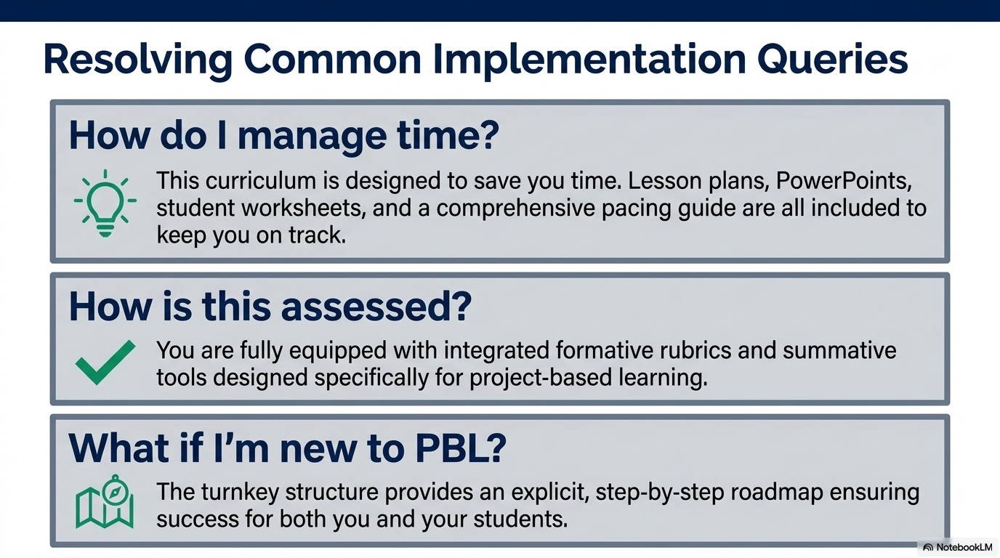 Resolving Common Implementation Queries
How do I manage time?
This curriculum is designed to save you time. Lesson plans, PowerPoints,
student worksheets, and a comprehensive pacing guide are all included to
keep you on track.
How is this assessed?
You are fully equipped with integrated formative rubrics and summative
tools designed specifically for project-based learning.
What if I’m new to PBL?
The turnkey structure provides an explicit, step-by-step roadmap ensuring
success for both you and your students.
NotebookLM